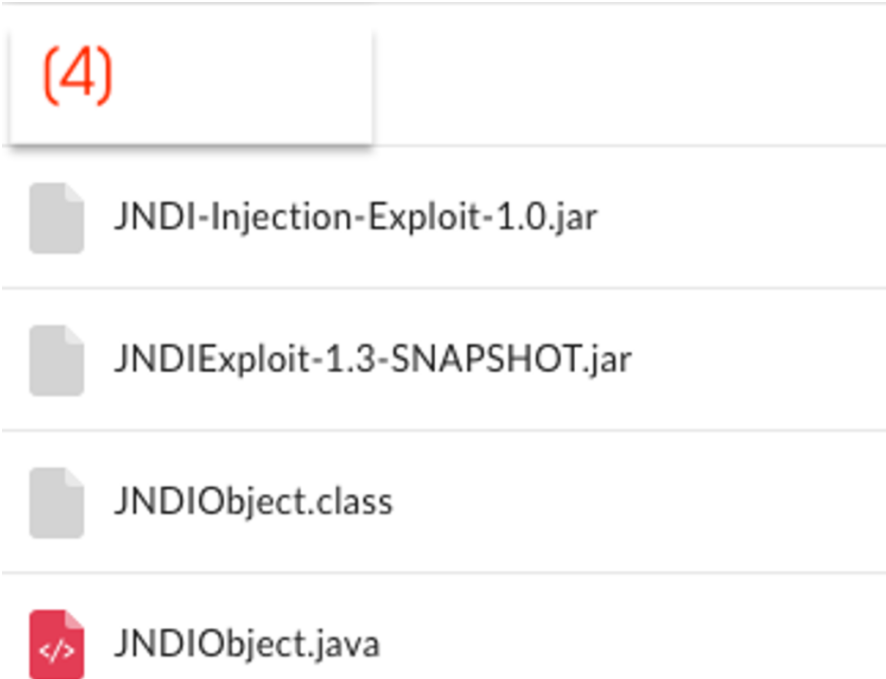 (4)
JNDI-Injection-Exploit-1.0.jar
JNDIExploit-1.3-SNAPSHOT.jar
JNDIObject.class
</>
JNDIObject.java